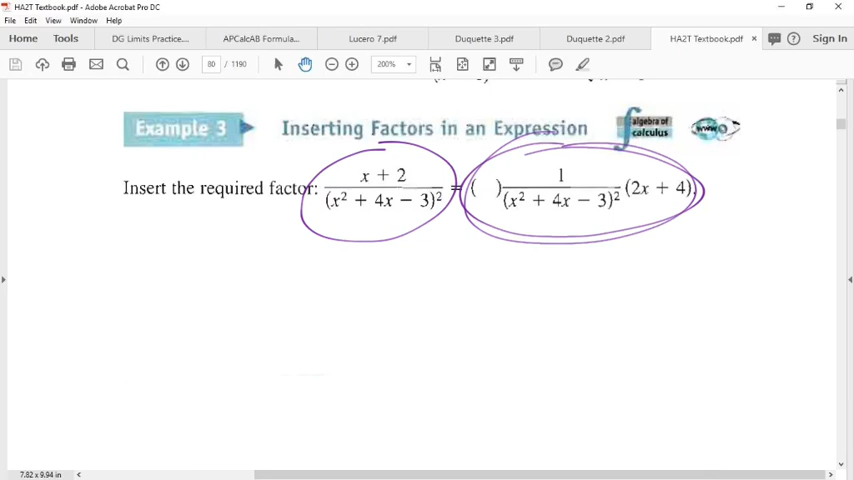 HA2T Textbook.pdf - Adobe Acrobat Pro DC
File Edit View Window Help
Home Tools DG Limits Practice.... APCalcAB Formula... Lucero 7.pdf Duquette 3.pdf Duquette 2.pdf HA2T Textbook.pdf × ? Sign In
80 / 1190 200%
Example 3 Inserting Factors in an Expression ∫ algebra of calculus www
Insert the required factor: (x + 2)/(x² + 4x − 3)² = ( ) 1/(x² + 4x − 3)² (2x + 4).
7.82 x 9.94 in